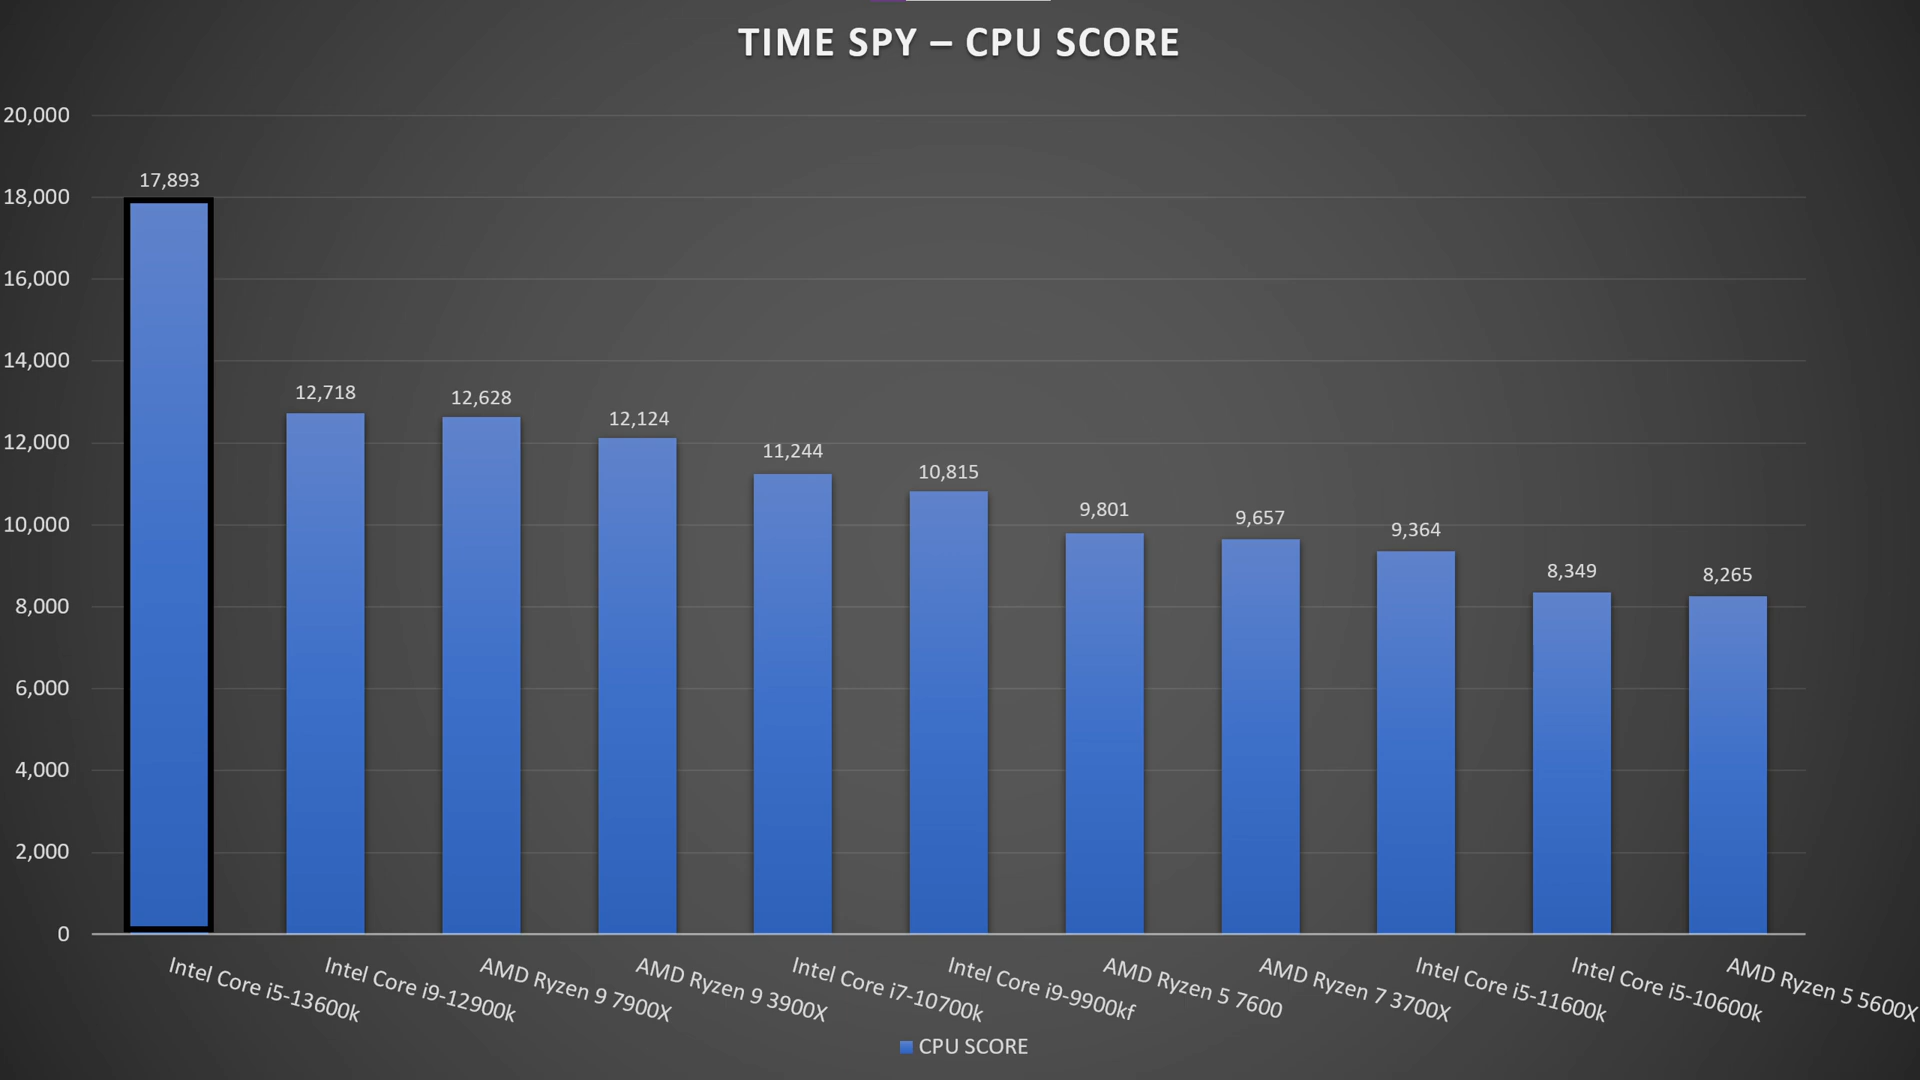 TIME SPY – CPU SCORE
20,000
18,000
16,000
14,000
12,000
10,000
8,000
6,000
4,000
2,000
0
17,893
12,718
12,628
12,124
11,244
10,815
9,801
9,657
9,364
8,349
8,265
Intel Core i5-13600k
Intel Core i9-12900k
AMD Ryzen 9 7900X
AMD Ryzen 9 3900X
Intel Core i7-10700k
Intel Core i9-9900kf
AMD Ryzen 5 7600
AMD Ryzen 7 3700X
Intel Core i5-11600k
Intel Core i5-10600k
AMD Ryzen 5 5600X
CPU SCORE